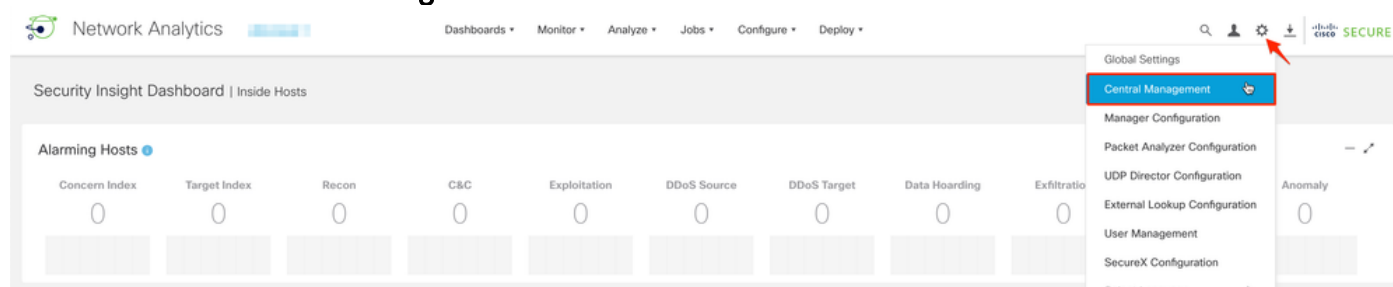 Network Analytics
Dashboards Monitor Analyze Jobs Configure Deploy
cisco SECURE
Global Settings
Security Insight Dashboard | Inside Hosts
Central Management
Manager Configuration
Alarming Hosts
Packet Analyzer Configuration
UDP Director Configuration
Concern Index Target Index Recon C&C Exploitation DDoS Source DDoS Target Data Hoarding Exfiltratio Anomaly
0 0 0 0 0 0 0 0 0 0
External Lookup Configuration
User Management
SecureX Configuration